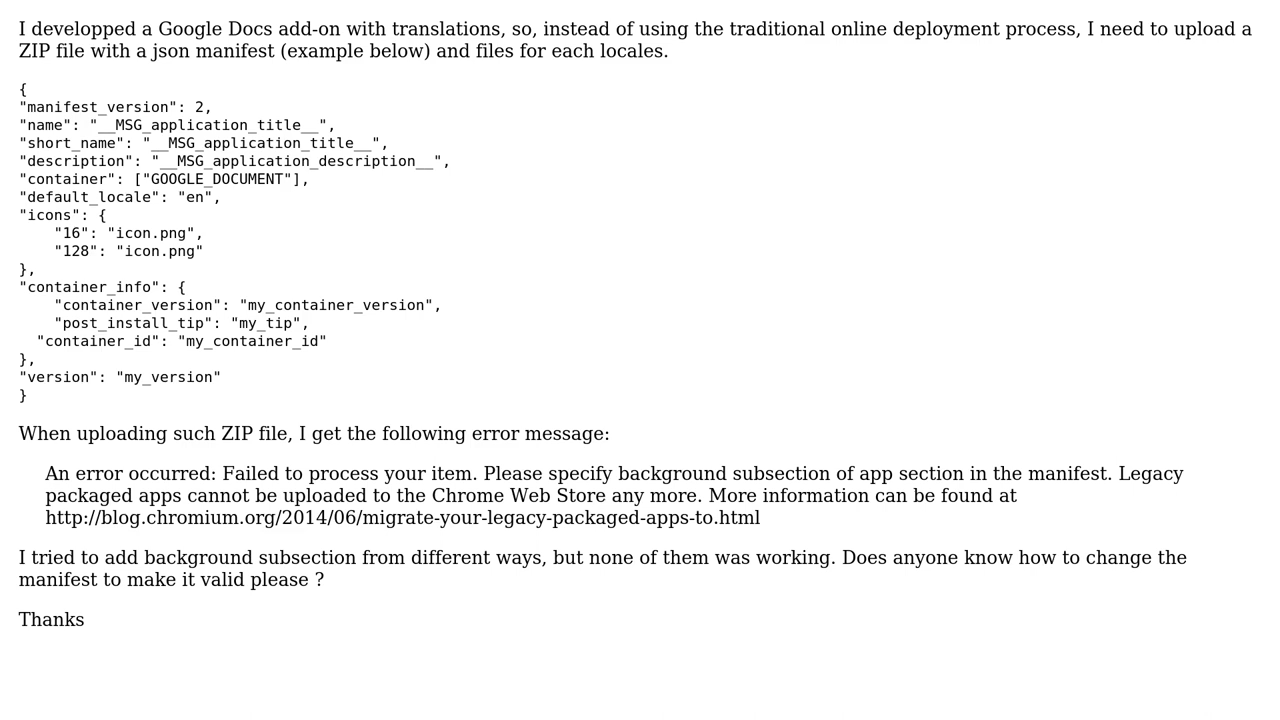 I developped a Google Docs add-on with translations, so, instead of using the traditional online deployment process, I need to upload a
ZIP file with a json manifest (example below) and files for each locales.
{
"manifest_version": 2,
"name": "__MSG_application_title__",
"short_name": "__MSG_application_title__",
"description": "__MSG_application_description__",
"container": ["GOOGLE_DOCUMENT"],
"default_locale": "en",
"icons": {
    "16": "icon.png",
    "128": "icon.png"
},
"container_info": {
    "container_version": "my_container_version",
    "post_install_tip": "my_tip",
  "container_id": "my_container_id"
},
"version": "my_version"
}
When uploading such ZIP file, I get the following error message:
An error occurred: Failed to process your item. Please specify background subsection of app section in the manifest. Legacy
packaged apps cannot be uploaded to the Chrome Web Store any more. More information can be found at
http://blog.chromium.org/2014/06/migrate-your-legacy-packaged-apps-to.html
I tried to add background subsection from different ways, but none of them was working. Does anyone know how to change the
manifest to make it valid please ?
Thanks